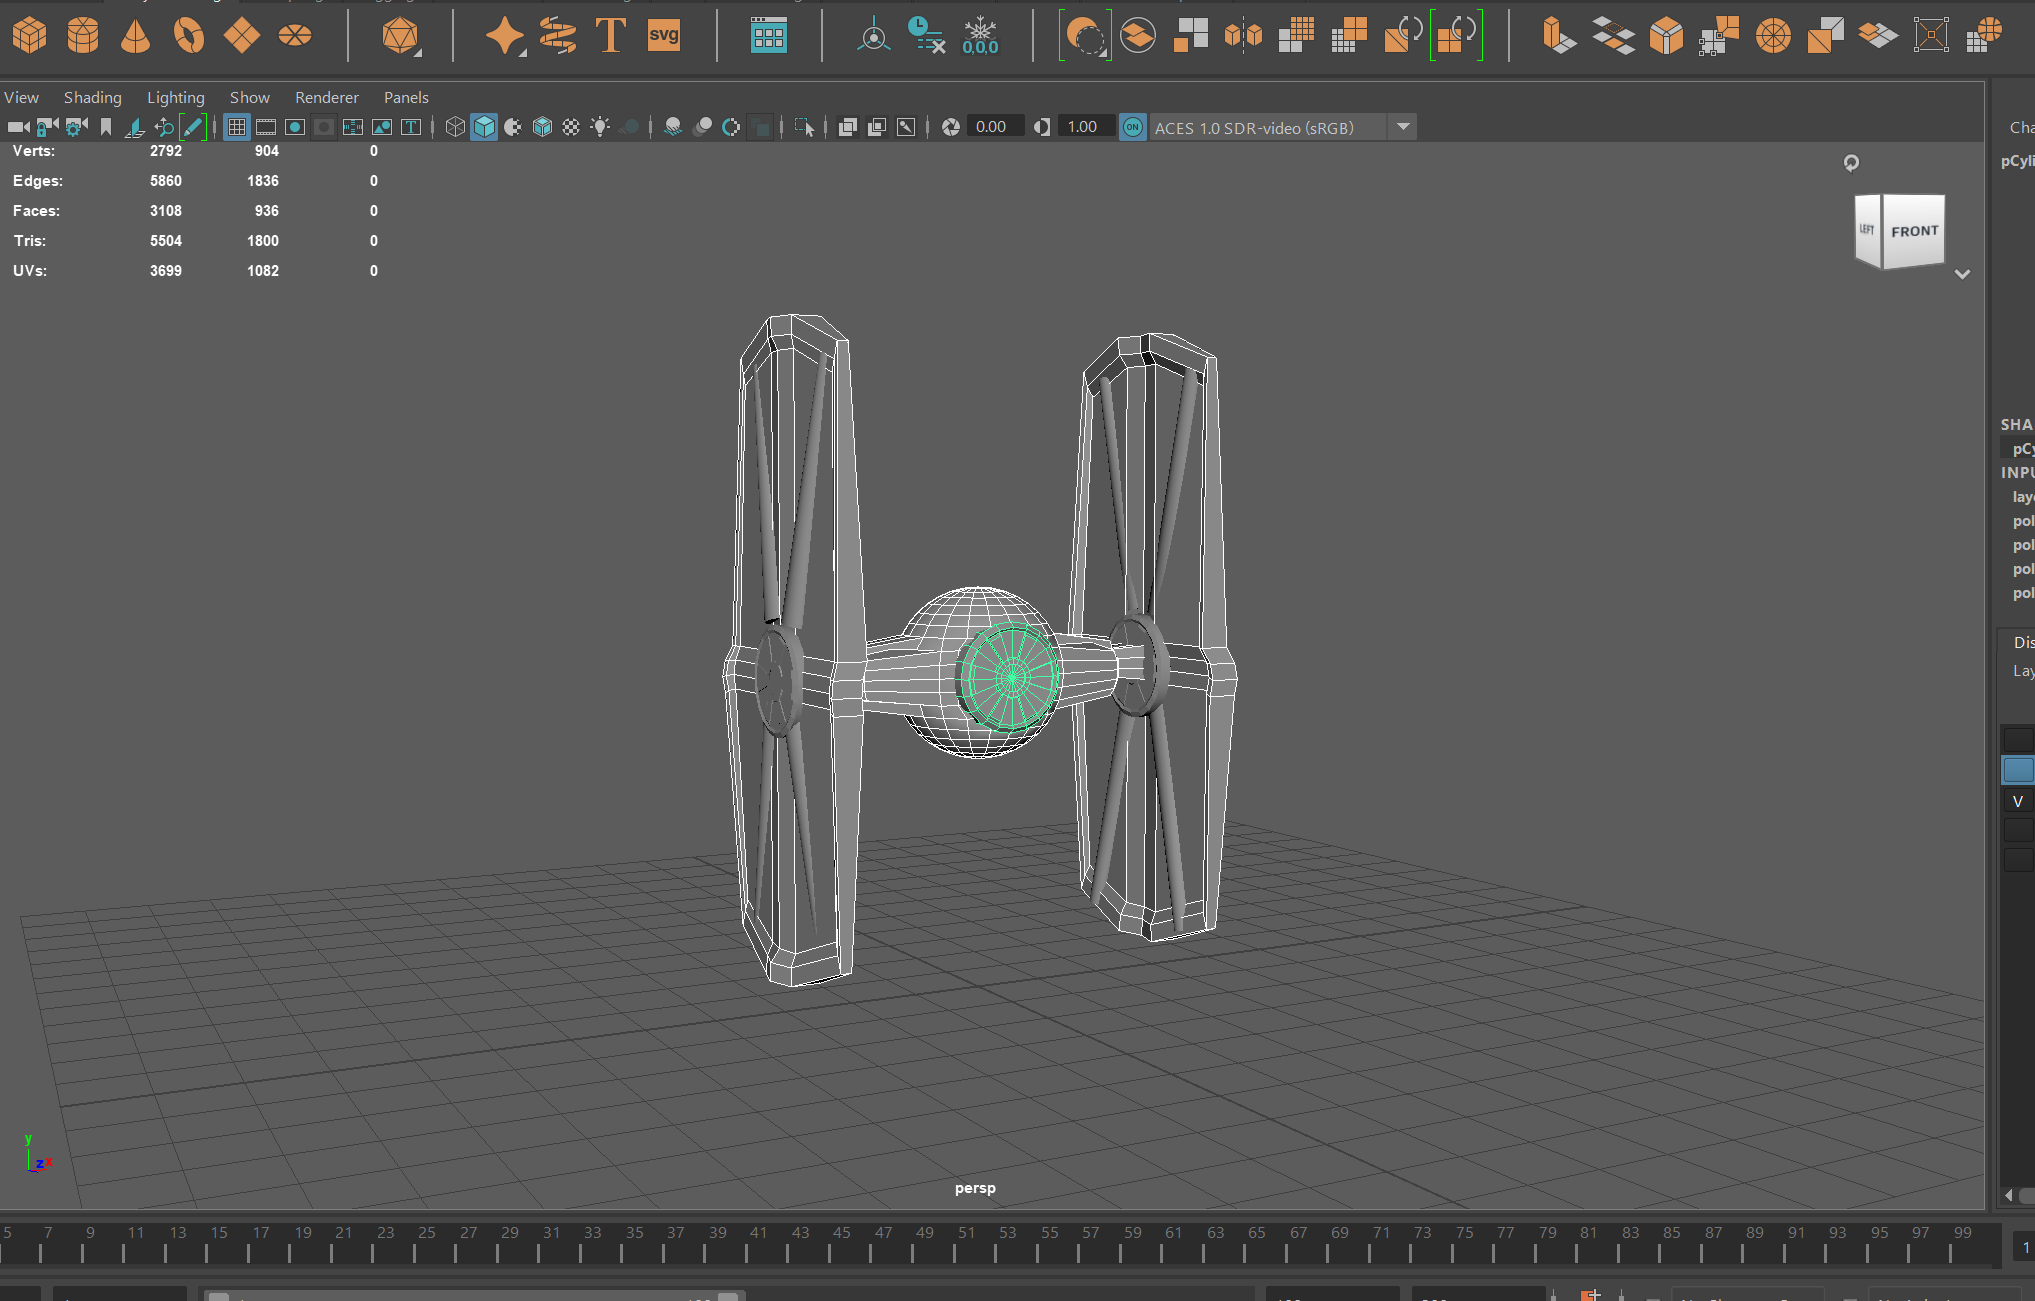 svg
0,0,0
View Shading Lighting Show Renderer Panels
0.00 1.00 ON ACES 1.0 SDR-video (sRGB)
Cha
Verts: 2792 904 0
pCyli
Edges: 5860 1836 0
Faces: 3108 936 0
LEFT FRONT
Tris: 5504 1800 0
UVs: 3699 1082 0
SHA
pCy
INPU
laye
pol
pol
pol
pol
Dis
Lay
V
y
z x
persp
5 7 9 11 13 15 17 19 21 23 25 27 29 31 33 35 37 39 41 43 45 47 49 51 53 55 57 59 61 63 65 67 69 71 73 75 77 79 81 83 85 87 89 91 93 95 97 99
1